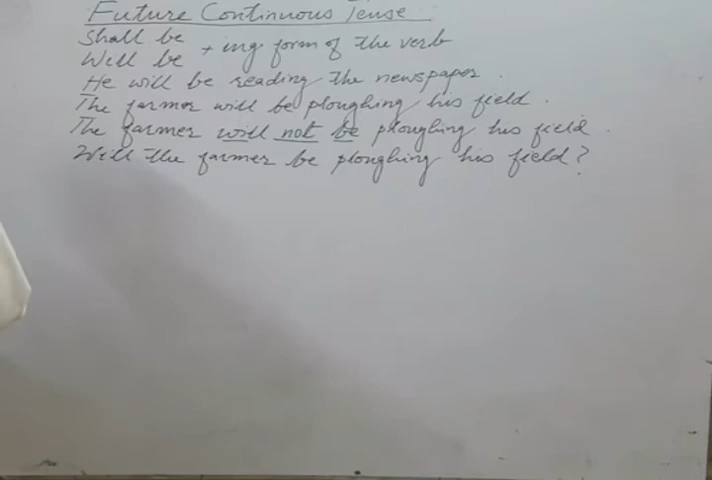 Future Continuous Tense
Shall be
Will be + ing form of the verb
He will be reading the newspaper.
The farmer will be ploughing his field.
The farmer will not be ploughing his field.
Will the farmer be ploughing his field?